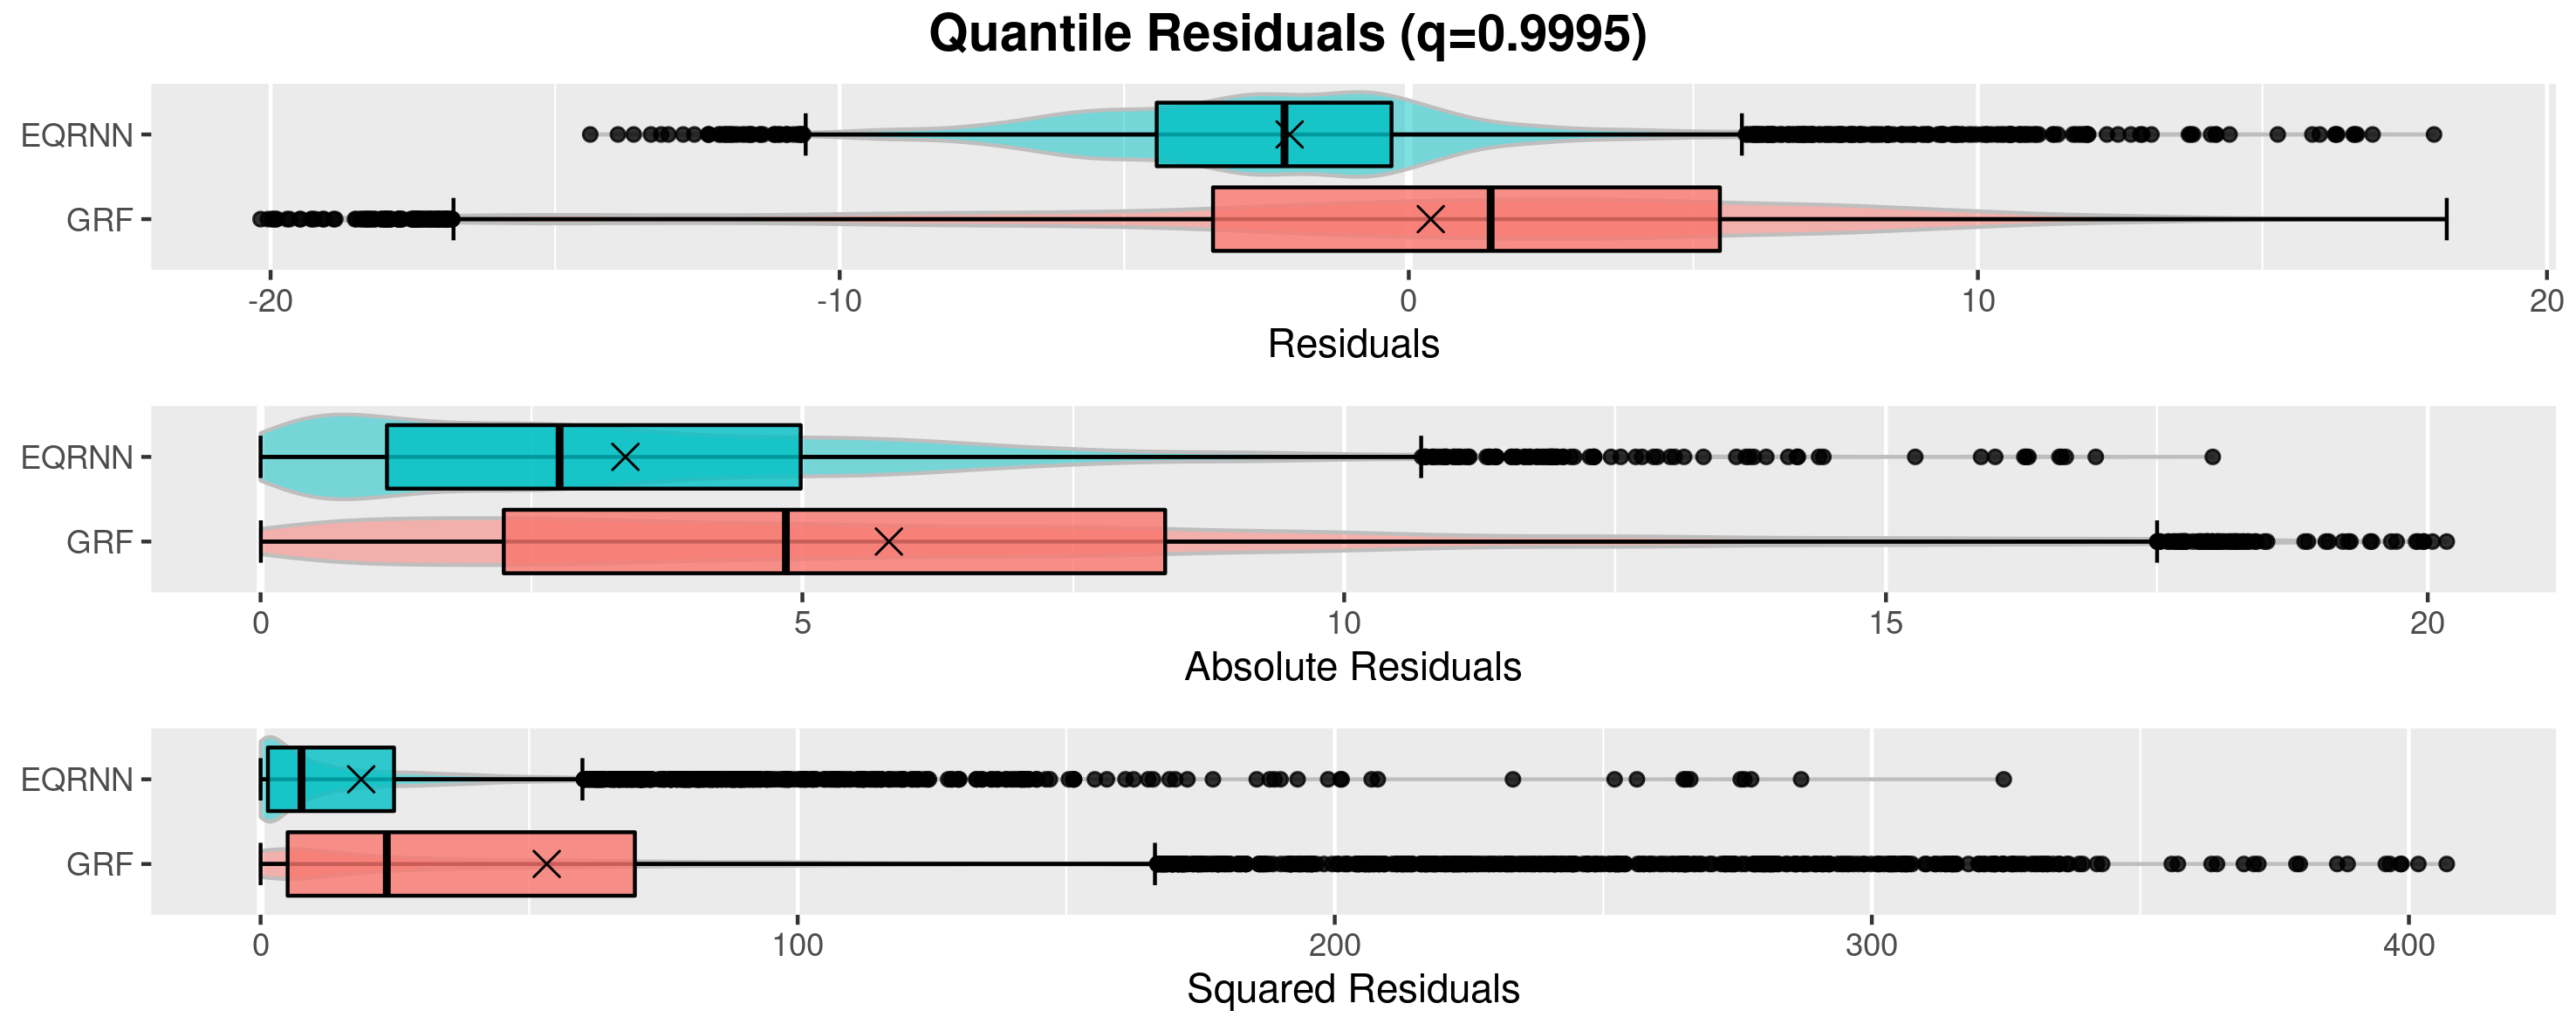 Quantile Residuals (q=0.9995)
EQRNN
GRF
-20 -10 0 10 20
Residuals
EQRNN
GRF
0 5 10 15 20
Absolute Residuals
EQRNN
GRF
0 100 200 300 400
Squared Residuals